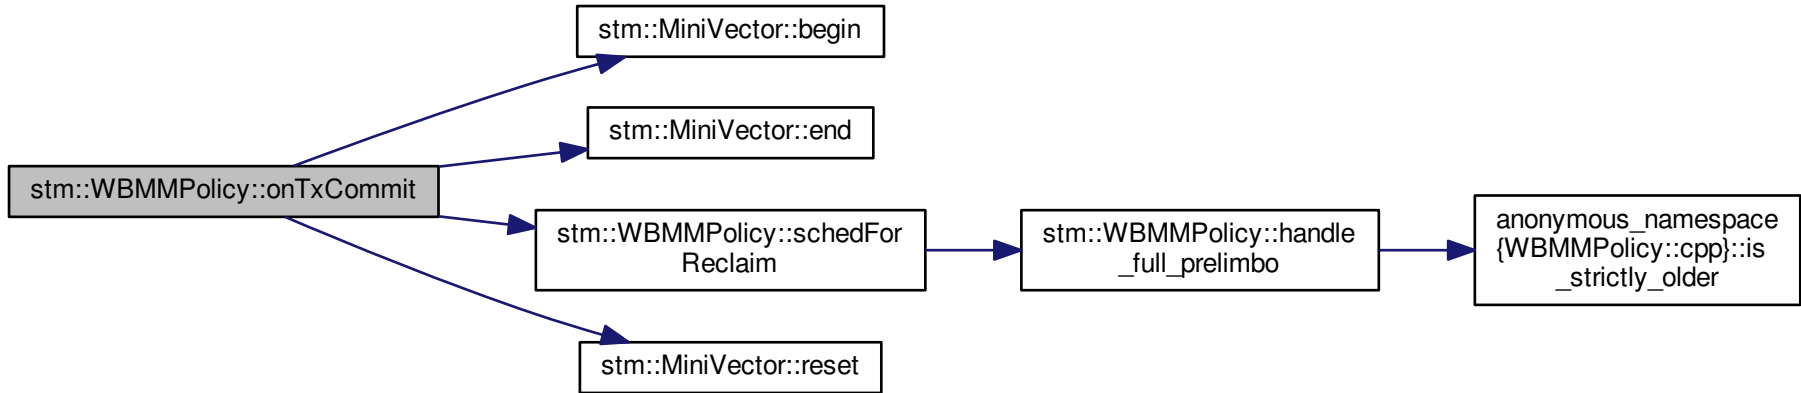 stm::MiniVector::begin
stm::MiniVector::end
stm::WBMMPolicy::onTxCommit
stm::WBMMPolicy::schedFor
Reclaim
stm::WBMMPolicy::handle
_full_prelimbo
anonymous_namespace
{WBMMPolicy::cpp}::is
_strictly_older
stm::MiniVector::reset